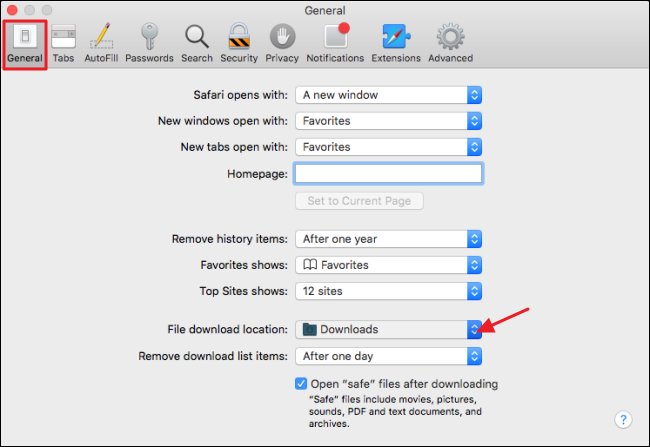 General
General Tabs AutoFill Passwords Search Security Privacy Notifications Extensions Advanced
Safari opens with: A new window
New windows open with: Favorites
New tabs open with: Favorites
Homepage:
Set to Current Page
Remove history items: After one year
Favorites shows: Favorites
Top Sites shows: 12 sites
File download location: Downloads
Remove download list items: After one day
Open “safe” files after downloading
“Safe” files include movies, pictures,
sounds, PDF and text documents, and
archives.
?